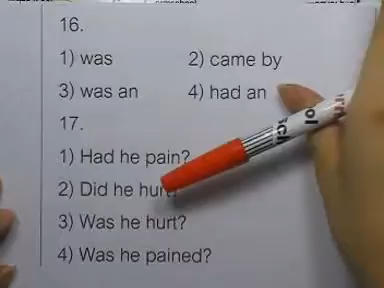 16.
1) was 2) came by
3) was an 4) had an
17.
1) Had he pain?
2) Did he hurt?
3) Was he hurt?
4) Was he pained?